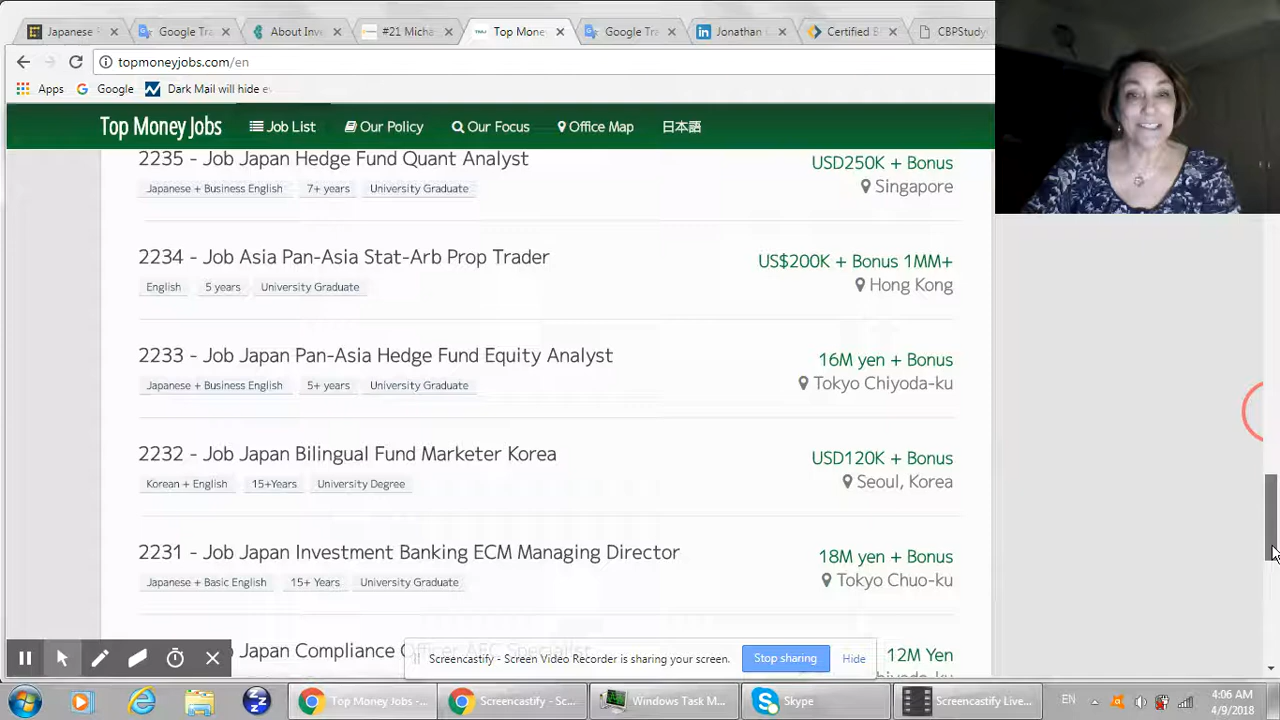 Japanese
Google Tra
About Inv
#21 Miche
Top Mone
Google Tra
Jonathan
Certified B
CBPStudy
topmoneyjobs.com/en
Apps
Google
Dark Mail will hide e
Top Money Jobs
Job List
Our Policy
Our Focus
Office Map
日本語
2235 - Job Japan Hedge Fund Quant Analyst
USD250K + Bonus
Japanese + Business English
7+ years
University Graduate
Singapore
2234 - Job Asia Pan-Asia Stat-Arb Prop Trader
US$200K + Bonus 1MM+
English
5 years
University Graduate
Hong Kong
2233 - Job Japan Pan-Asia Hedge Fund Equity Analyst
16M yen + Bonus
Japanese + Business English
5+ years
University Graduate
Tokyo Chiyoda-ku
2232 - Job Japan Bilingual Fund Marketer Korea
USD120K + Bonus
Korean + English
15+Years
University Degree
Seoul, Korea
2231 - Job Japan Investment Banking ECM Managing Director
18M yen + Bonus
Japanese + Basic English
15+ Years
University Graduate
Tokyo Chuo-ku
Japan Compliance
12M Yen
Screencastify - Screen Video Recorder is sharing your screen.
Stop sharing
Hide
Top Money Jobs -...
Screencastify - Sc...
Windows Task M...
Skype
Screencastify Live...
EN
4:06 AM
4/9/2018